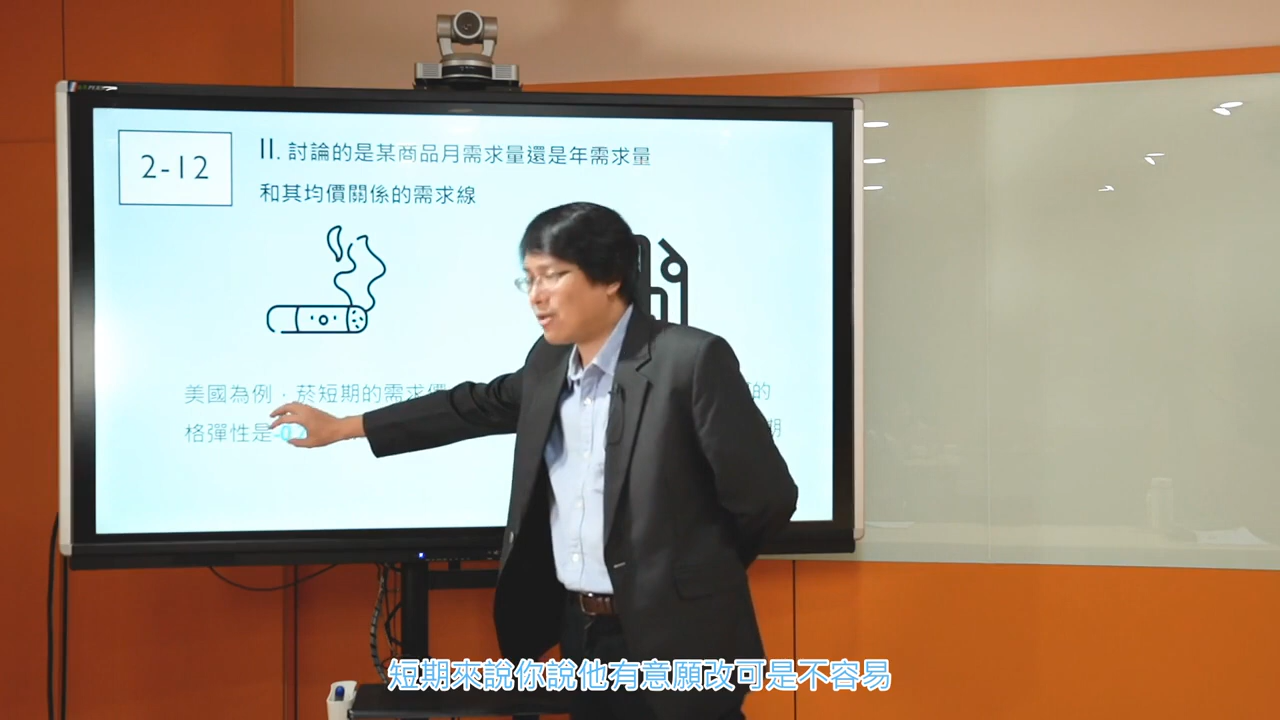 2-12
II. 討論的是某商品月需求量還是年需求量
和其均價關係的需求線
美國為例，菸短期的需求價
的
格彈性是-0.
期
短期來說你說他有意願改可是不容易